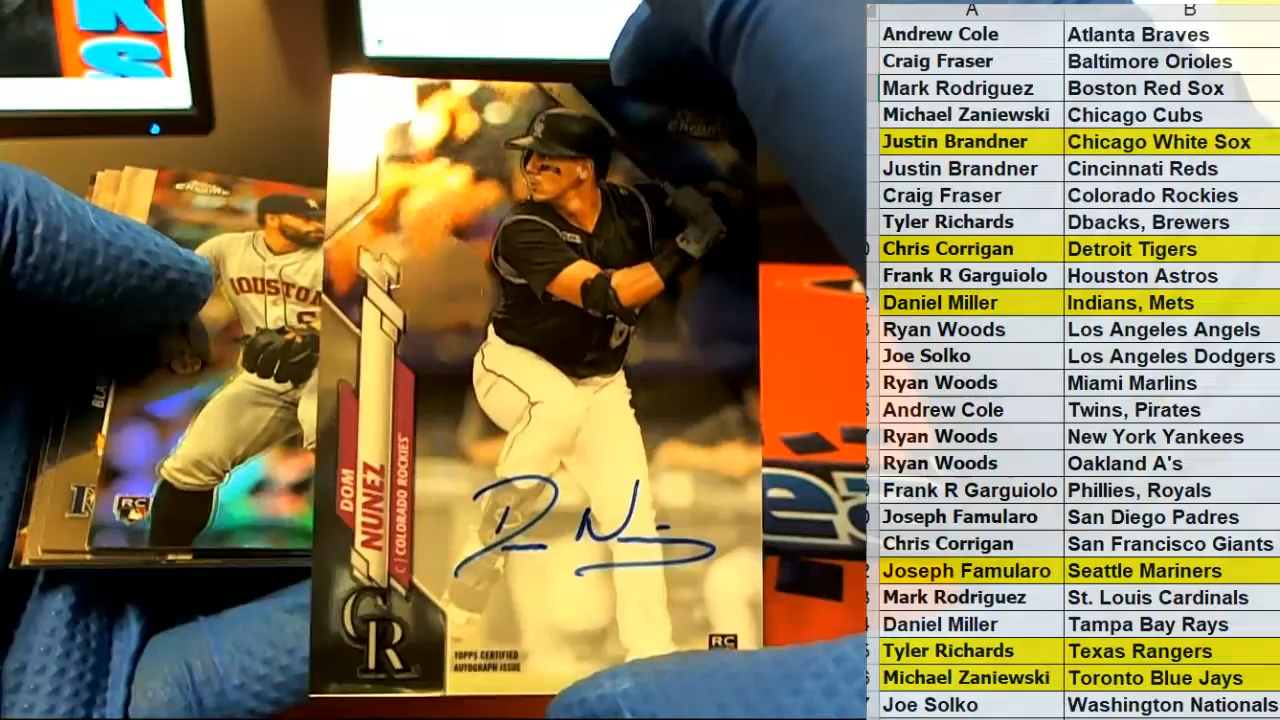 KS
CHROME
HOUSTON
BL
RC
Chrome
DOM
NUNEZ
C | COLORADO ROCKIES
CR
D Nuñ
TOPPS CERTIFIED
AUTOGRAPH ISSUE
RC
A B
Andrew Cole Atlanta Braves
Craig Fraser Baltimore Orioles
Mark Rodriguez Boston Red Sox
Michael Zaniewski Chicago Cubs
Justin Brandner Chicago White Sox
Justin Brandner Cincinnati Reds
Craig Fraser Colorado Rockies
Tyler Richards Dbacks, Brewers
Chris Corrigan Detroit Tigers
Frank R Garguiolo Houston Astros
Daniel Miller Indians, Mets
Ryan Woods Los Angeles Angels
Joe Solko Los Angeles Dodgers
Ryan Woods Miami Marlins
Andrew Cole Twins, Pirates
Ryan Woods New York Yankees
Ryan Woods Oakland A's
Frank R Garguiolo Phillies, Royals
Joseph Famularo San Diego Padres
Chris Corrigan San Francisco Giants
Joseph Famularo Seattle Mariners
Mark Rodriguez St. Louis Cardinals
Daniel Miller Tampa Bay Rays
Tyler Richards Texas Rangers
Michael Zaniewski Toronto Blue Jays
Joe Solko Washington Nationals